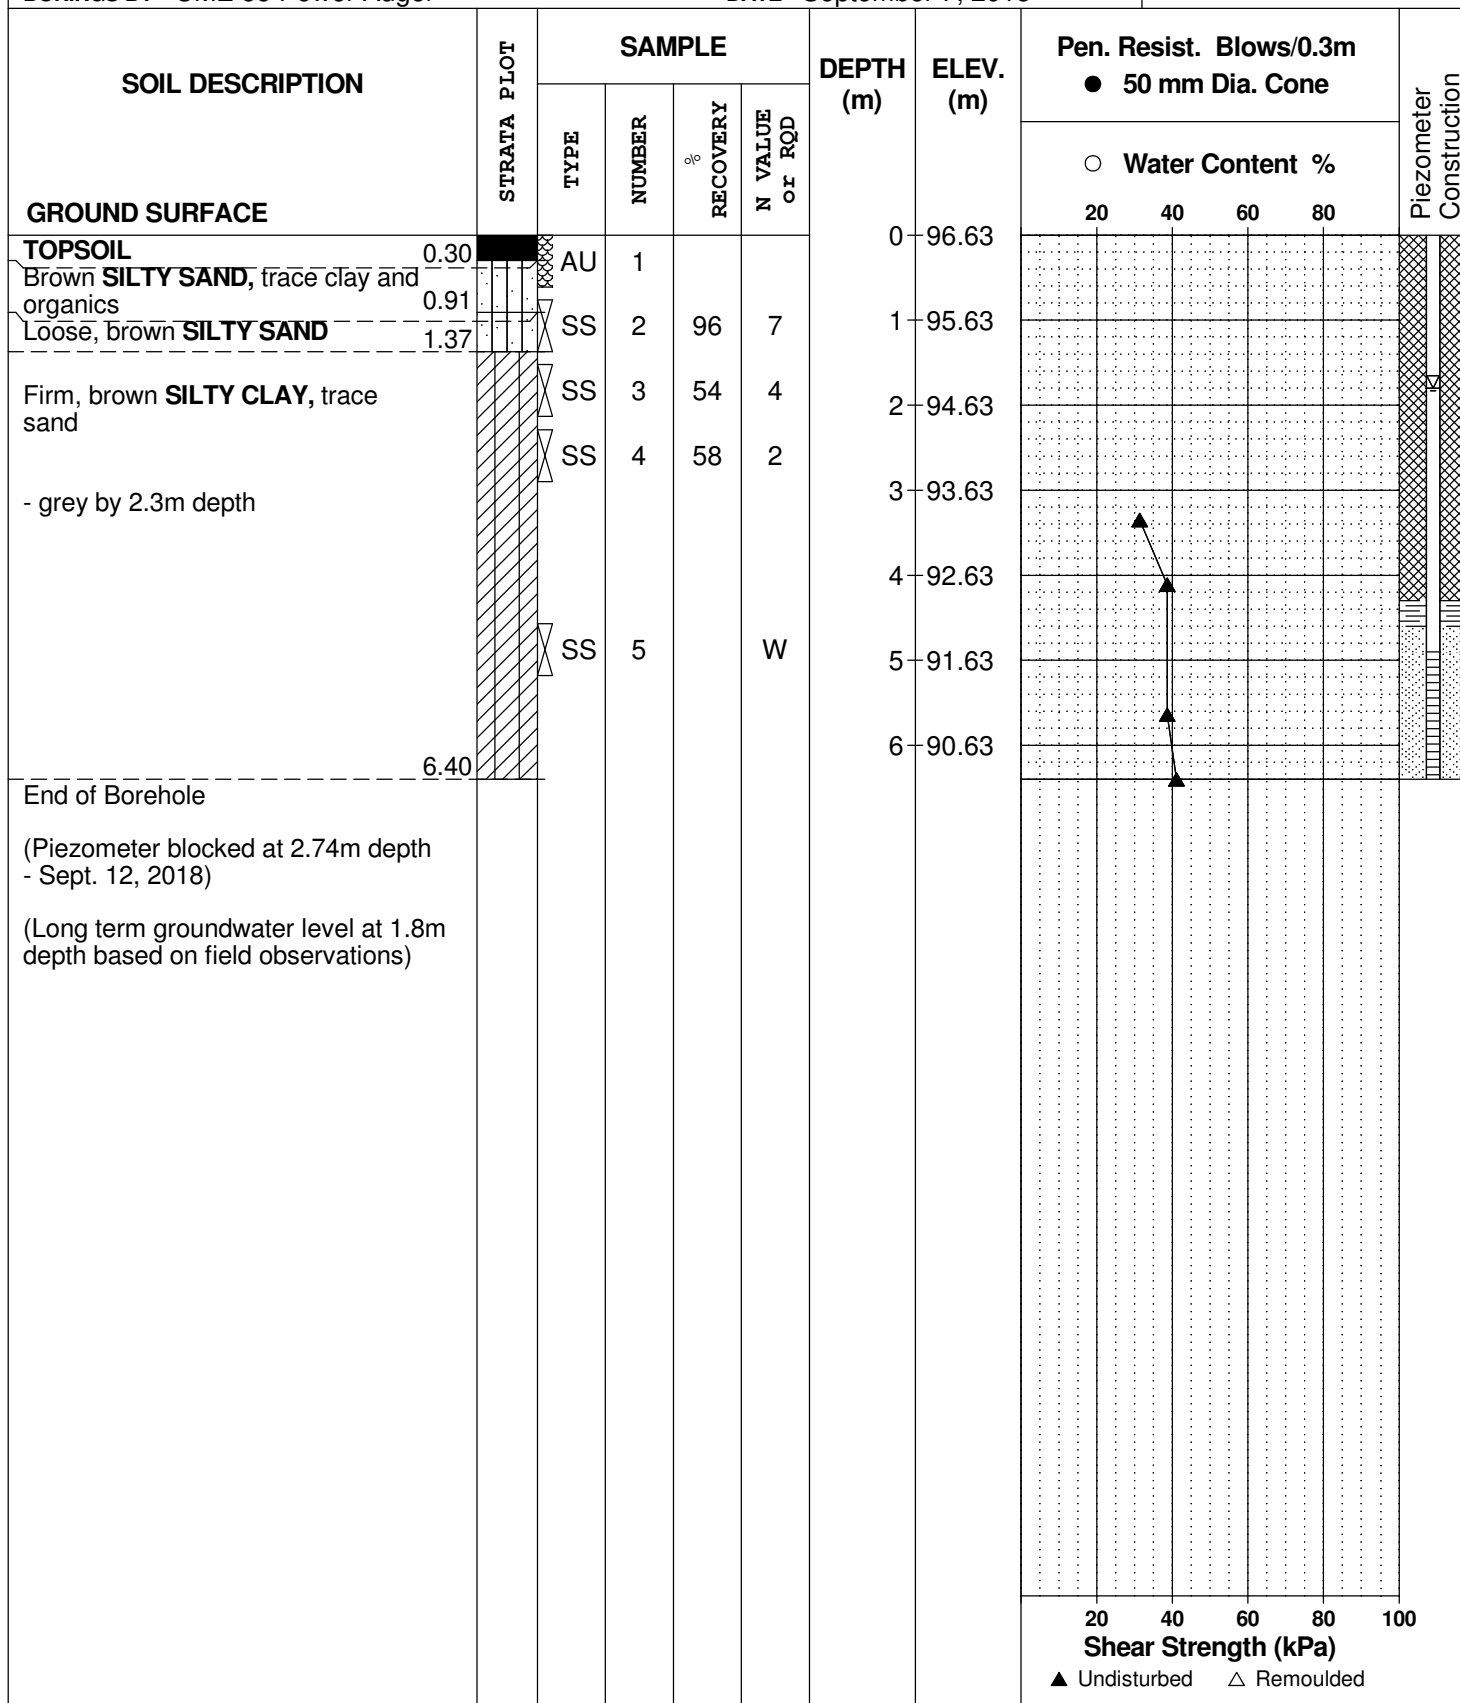 SOIL DESCRIPTION
GROUND SURFACE
STRATA PLOT
SAMPLE
TYPE
NUMBER
%
RECOVERY
N VALUE
or RQD
DEPTH
(m)
ELEV.
(m)
Pen. Resist. Blows/0.3m
● 50 mm Dia. Cone
○ Water Content %
20 40 60 80
Piezometer
Construction
TOPSOIL 0.30
Brown SILTY SAND, trace clay and
organics 0.91
Loose, brown SILTY SAND 1.37
Firm, brown SILTY CLAY, trace
sand
- grey by 2.3m depth
6.40
End of Borehole
(Piezometer blocked at 2.74m depth
- Sept. 12, 2018)
(Long term groundwater level at 1.8m
depth based on field observations)
AU 1
SS 2 96 7
SS 3 54 4
SS 4 58 2
SS 5 W
0 96.63
1 95.63
2 94.63
3 93.63
4 92.63
5 91.63
6 90.63
20 40 60 80 100
Shear Strength (kPa)
▲ Undisturbed △ Remoulded